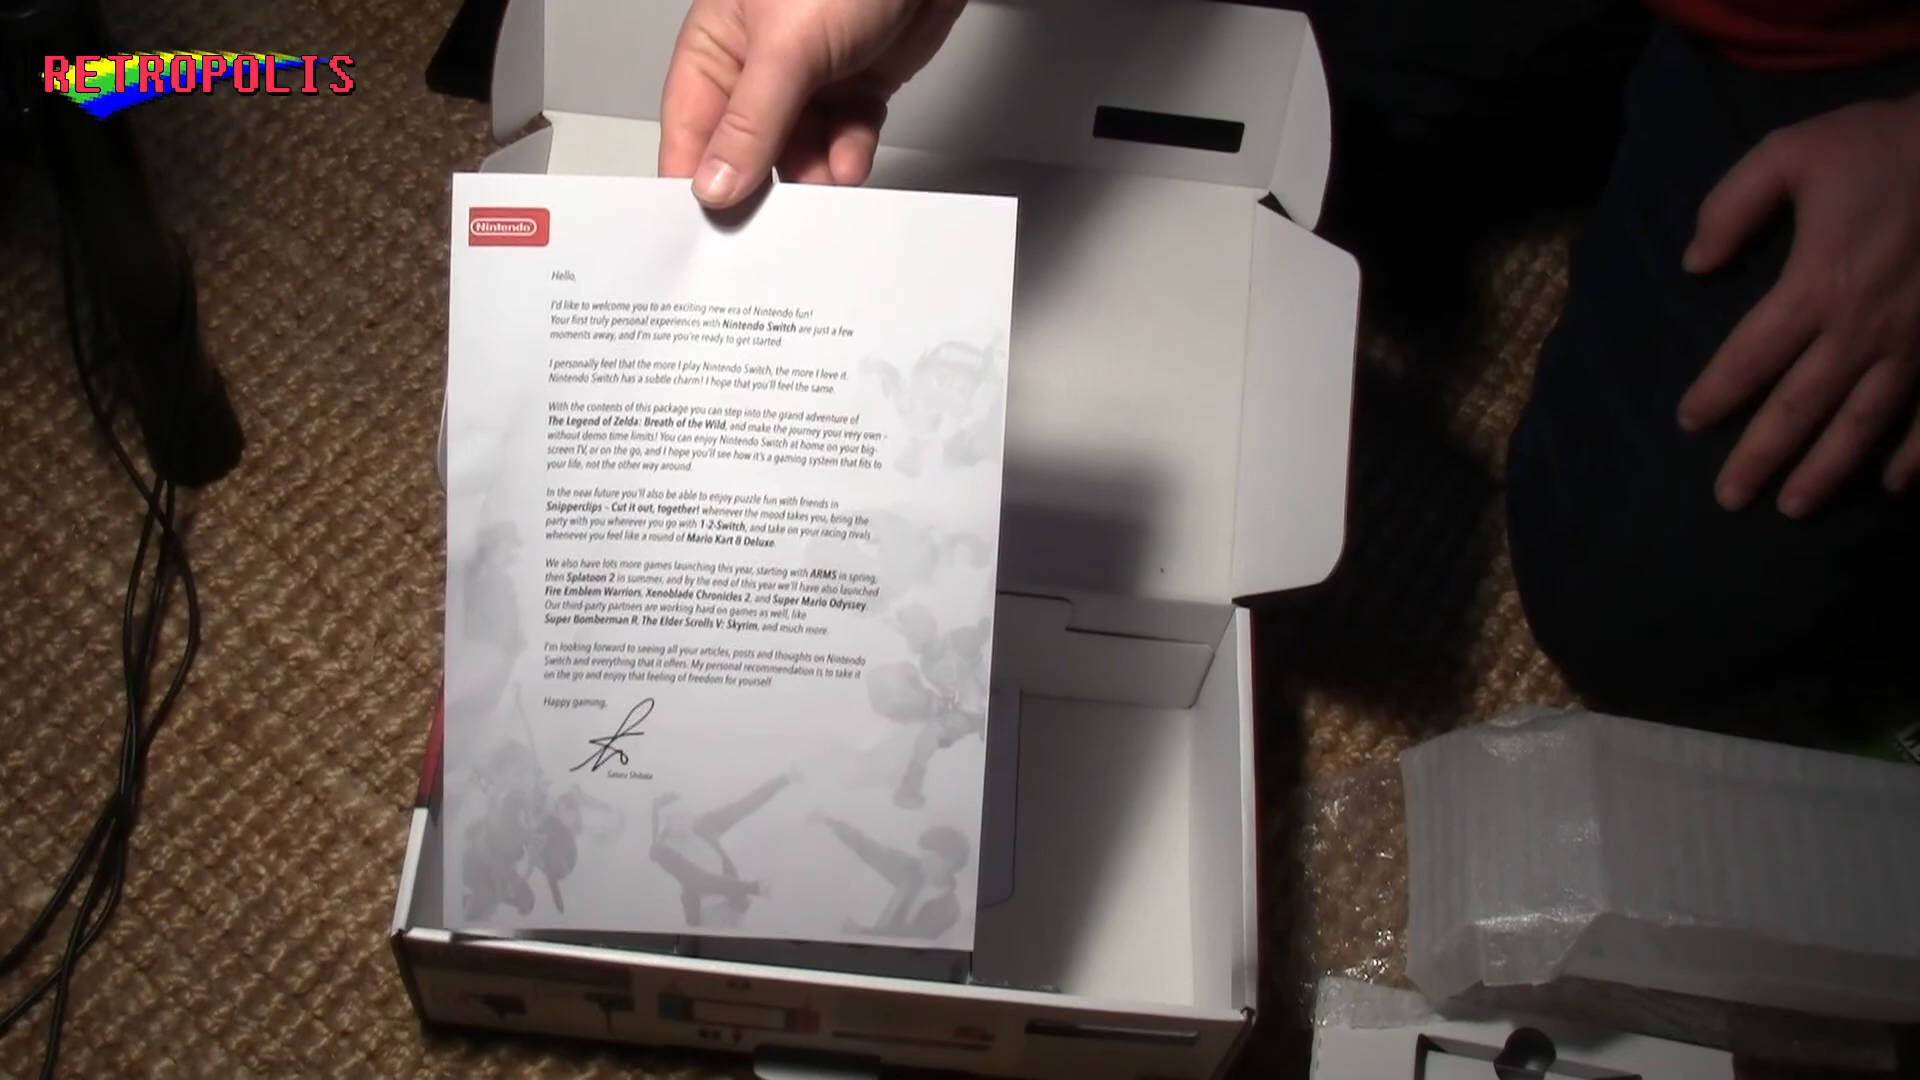 RETROPOLIS
Nintendo
Hello,
I'd like to welcome you to an exciting new era of Nintendo fun!
Your first truly personal experiences with Nintendo Switch are just a few
moments away, and I'm sure you're ready to get started.
I personally feel that the more I play Nintendo Switch, the more I love it.
Nintendo Switch has a subtle charm! I hope that you'll feel the same.
With the contents of this package you can step into the grand adventure of
The Legend of Zelda: Breath of the Wild, and make the journey your very own -
without demo time limits! You can enjoy Nintendo Switch at home on your big-
screen TV, or on the go, and I hope you'll see how it's a gaming system that fits to
your life, not the other way around.
In the near future you'll also be able to enjoy puzzle fun with friends in
Snipperclips – Cut it out, together! whenever the mood takes you, bring the
party with you wherever you go with 1-2-Switch, and take on your racing rivals
whenever you feel like a round of Mario Kart 8 Deluxe.
We also have lots more games launching this year, starting with ARMS in spring,
then Splatoon 2 in summer, and by the end of this year we'll have also launched
Fire Emblem Warriors, Xenoblade Chronicles 2, and Super Mario Odyssey.
Our third-party partners are working hard on games as well, like
Super Bomberman R, The Elder Scrolls V: Skyrim, and much more.
I'm looking forward to seeing all your articles, posts and thoughts on Nintendo
Switch and everything that it offers. My personal recommendation is to take it
on the go and enjoy that feeling of freedom for yourself.
Happy gaming,
Satoru Shibata